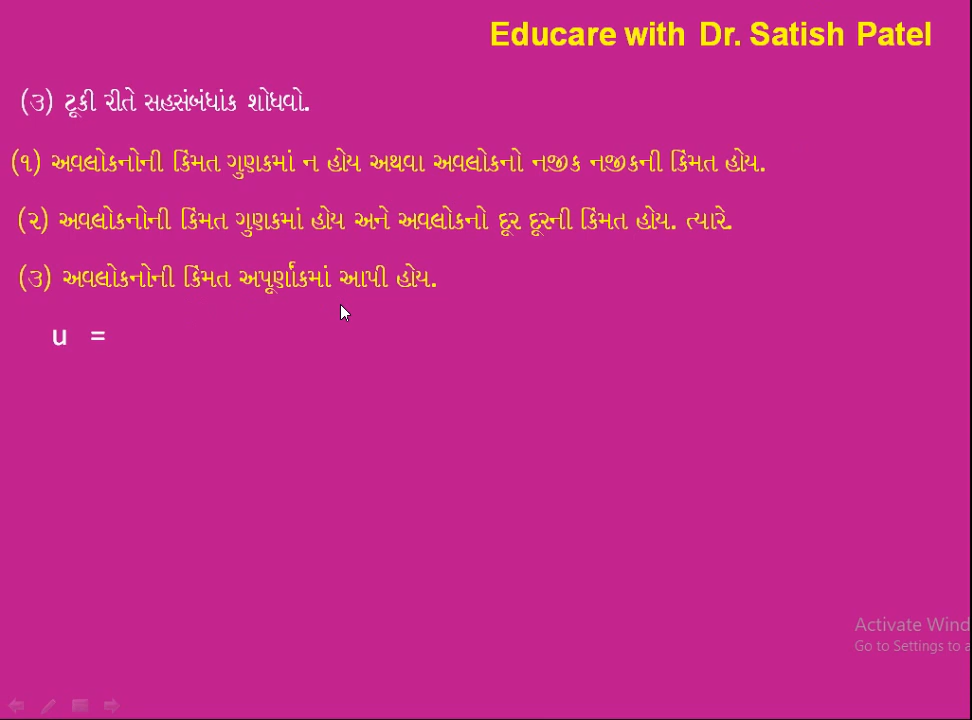 Educare with Dr. Satish Patel
(૩) ટૂકી રીતે સહસંબંધાંક શોધવો.
(૧) અવલોકનોની કિંમત ગુણકમાં ન હોય અથવા અવલોકનો નજીક નજીકની કિંમત હોય.
(૨) અવલોકનોની કિંમત ગુણકમાં હોય અને અવલોકનો દૂર દૂરની કિંમત હોય. ત્યારે.
(૩) અવલોકનોની કિંમત અપૂર્ણાંકમાં આપી હોય.
u =
Activate Wind
Go to Settings to a